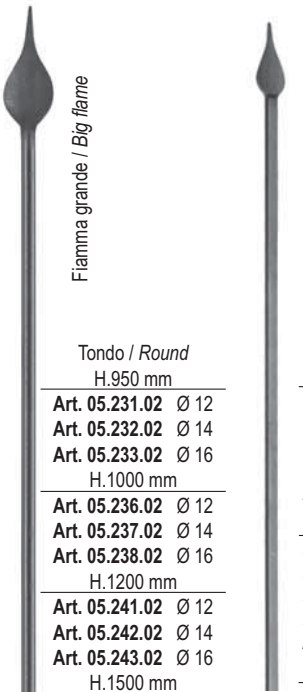 Fiamma grande / Big flame
Tondo / Round
H.950 mm
Art. 05.231.02 Ø 12
Art. 05.232.02 Ø 14
Art. 05.233.02 Ø 16
H.1000 mm
Art. 05.236.02 Ø 12
Art. 05.237.02 Ø 14
Art. 05.238.02 Ø 16
H.1200 mm
Art. 05.241.02 Ø 12
Art. 05.242.02 Ø 14
Art. 05.243.02 Ø 16
H.1500 mm